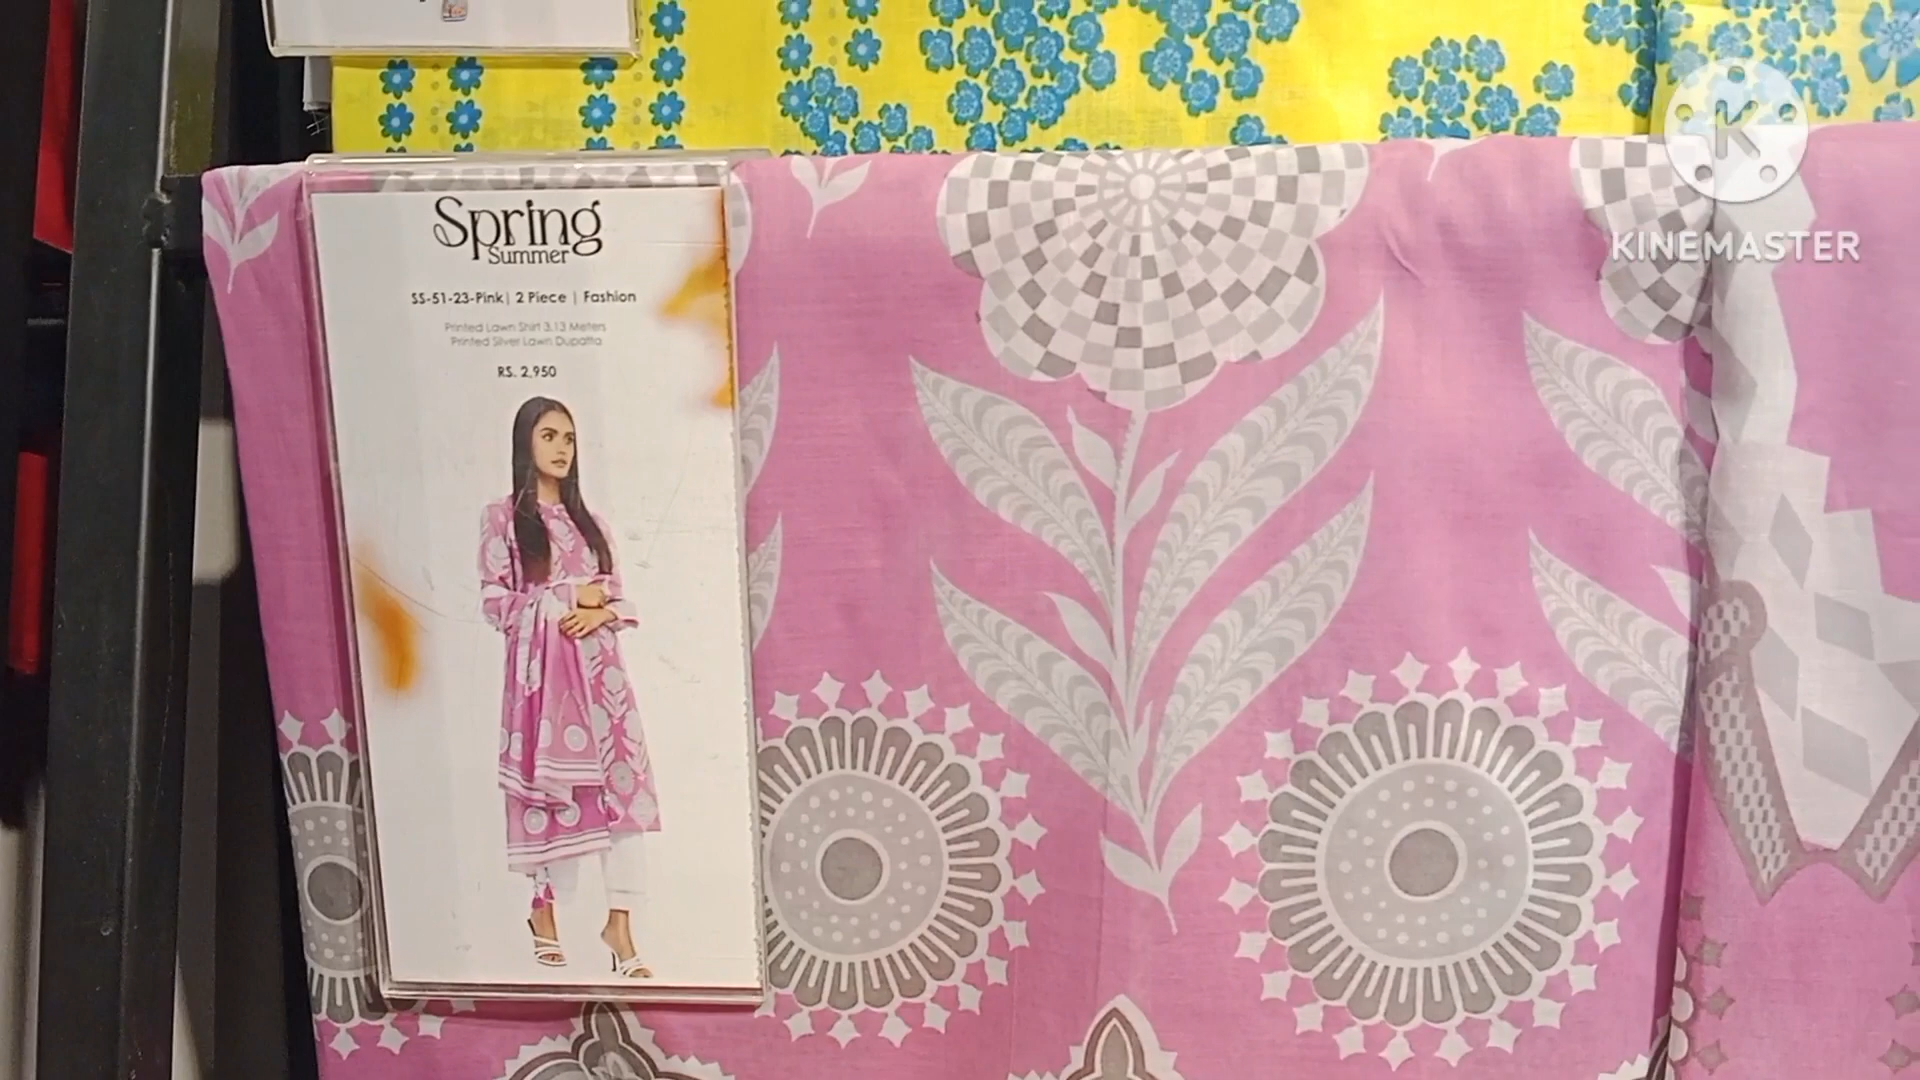 Spring
Summer
SS-51-23-Pink| 2 Piece | Fashion
Printed Lawn Shirt 3.13 Meters
Printed Silver Lawn Dupatta
RS. 2,950
K
KINEMASTER